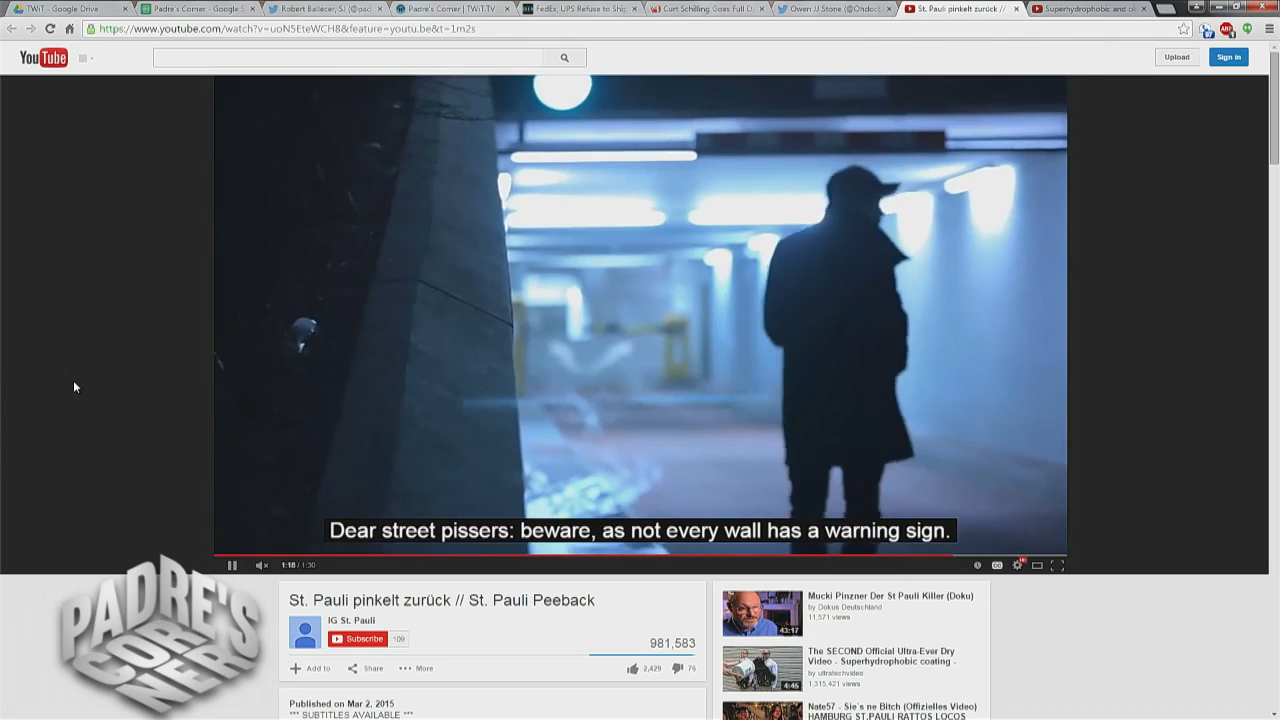 TWiT - Google Drive
Padre's Corner - Google S
Robert Ballecer, SJ (@pad
Padre's Corner | TWiT.TV
FedEx, UPS Refuse to Ship
Curt Schilling Goes Full D
Owen JJ Stone (@Ohdoct
St. Pauli pinkelt zurück //
Superhydrophobic and ol
https://www.youtube.com/watch?v=uoN5EteWCH8&feature=youtu.be&t=1m2s
YouTube
Upload
Sign in
Dear street pissers: beware, as not every wall has a warning sign.
1:18 / 1:30
PADRE'S CORNER
St. Pauli pinkelt zurück // St. Pauli Peeback
IG St. Pauli
Subscribe 109
981,583
Add to Share More
2,429 76
Published on Mar 2, 2015
*** SUBTITLES AVAILABLE ***
Mucki Pinzner Der St Pauli Killer (Doku)
by Dokus Deutschland
11,571 views
43:17
The SECOND Official Ultra-Ever Dry
Video - Superhydrophobic coating -
by ultratechvideo
1,315,421 views
4:45
Nate57 - Sie`s ne Bitch (Offizielles Video)
HAMBURG ST.PAULI RATTOS LOCOS